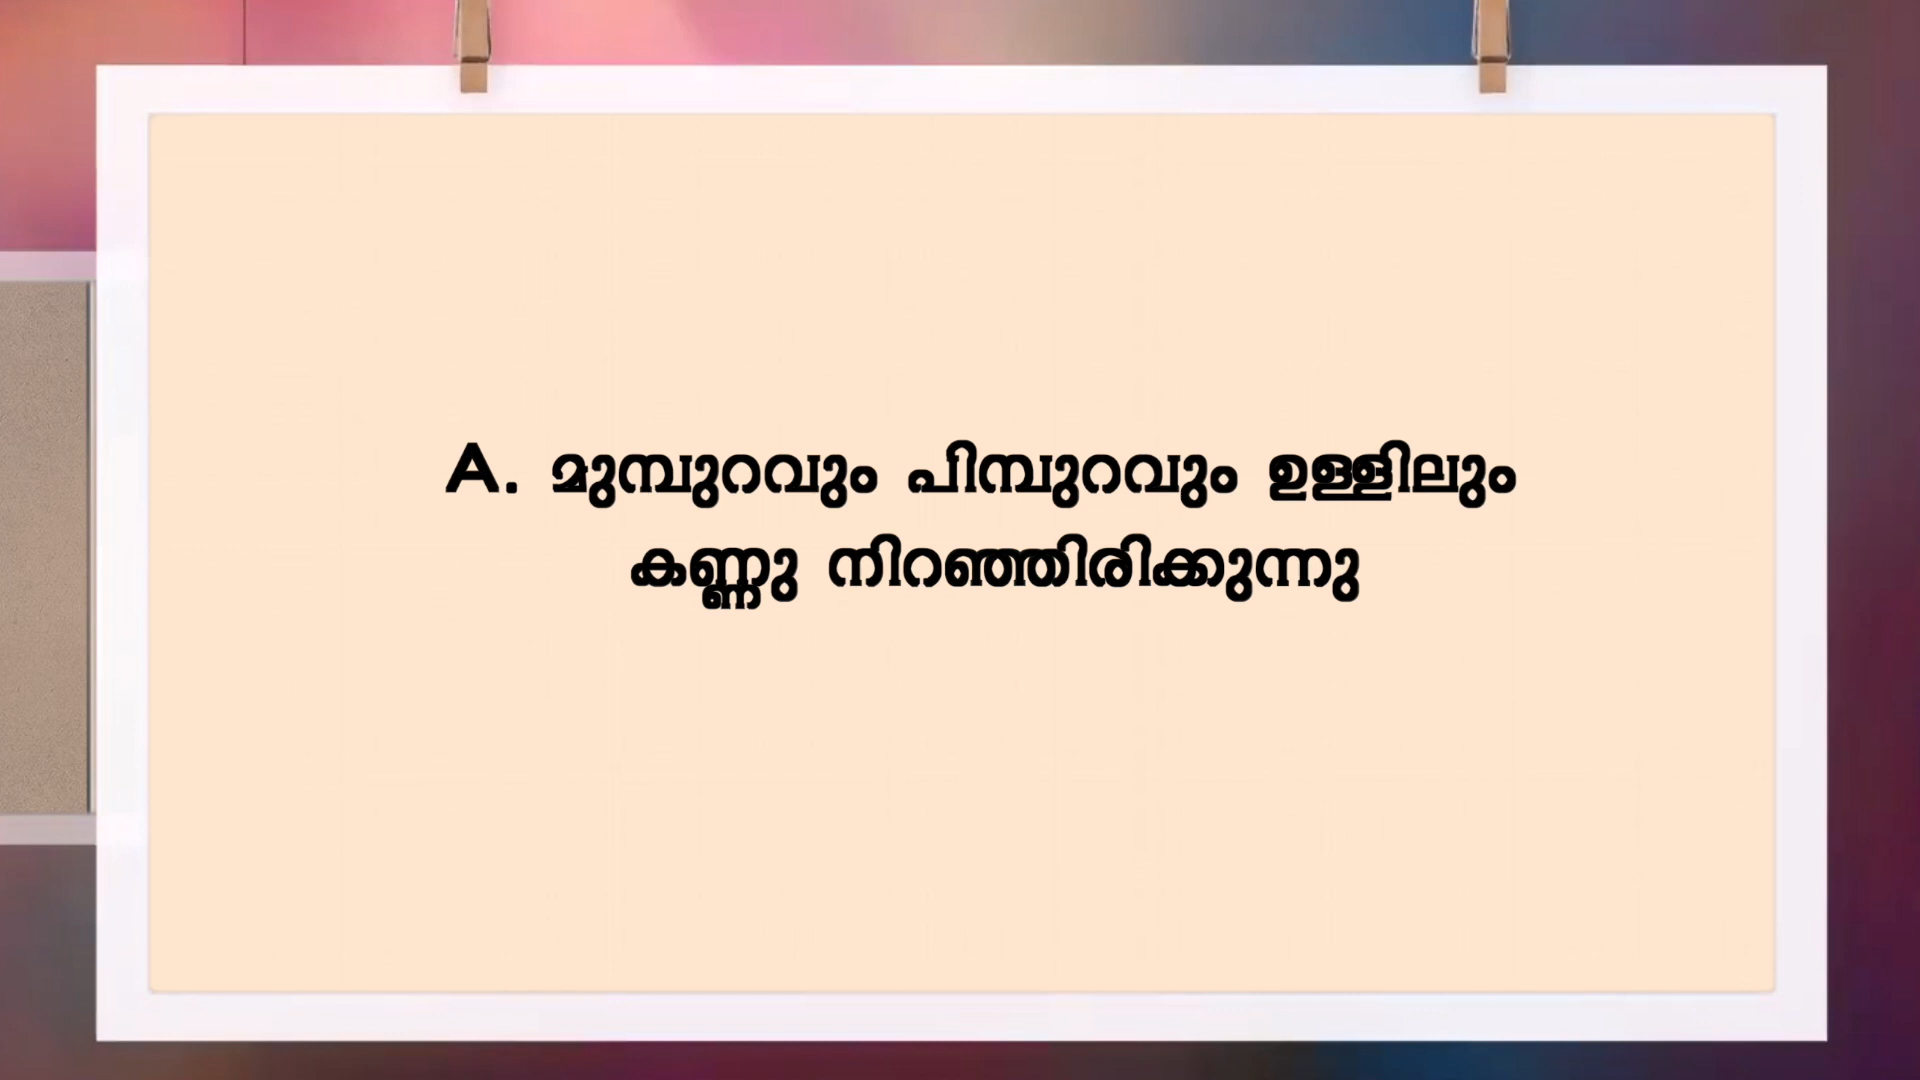 A. മുമ്പുറവും പിമ്പുറവും ഉള്ളിലും
കണ്ണു നിറഞ്ഞിരിക്കുന്നു